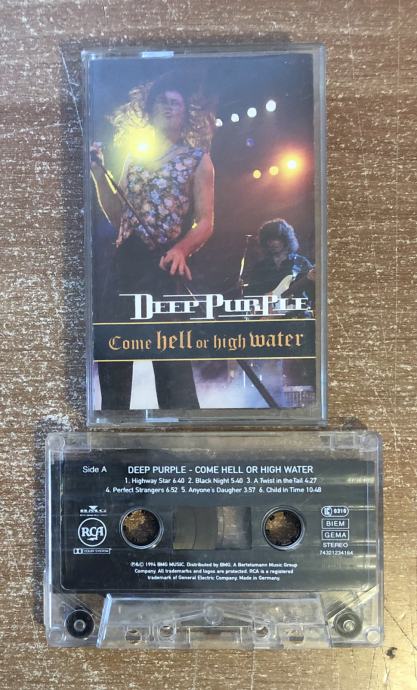 DEEP PURPLE
Come hell or high water
Side A
DEEP PURPLE - COME HELL OR HIGH WATER
1. Highway Star 6:40 2. Black Night 5:40 3. A Twist in the Tail 4.27
4. Perfect Strangers 6:52 5. Anyone's Daugher 3:57 6. Child In Time 10:48
BMG
RCA
DOLBY SYSTEM
BIEM
GEMA
STEREO
74321234164
℗&© 1994 BMG MUSIC. Distributed by BMG. A Bertelsmann Music Group
Company. All trademarks and logos are protected. RCA is a registered
trademark of General Electric Company. Made in Germany.